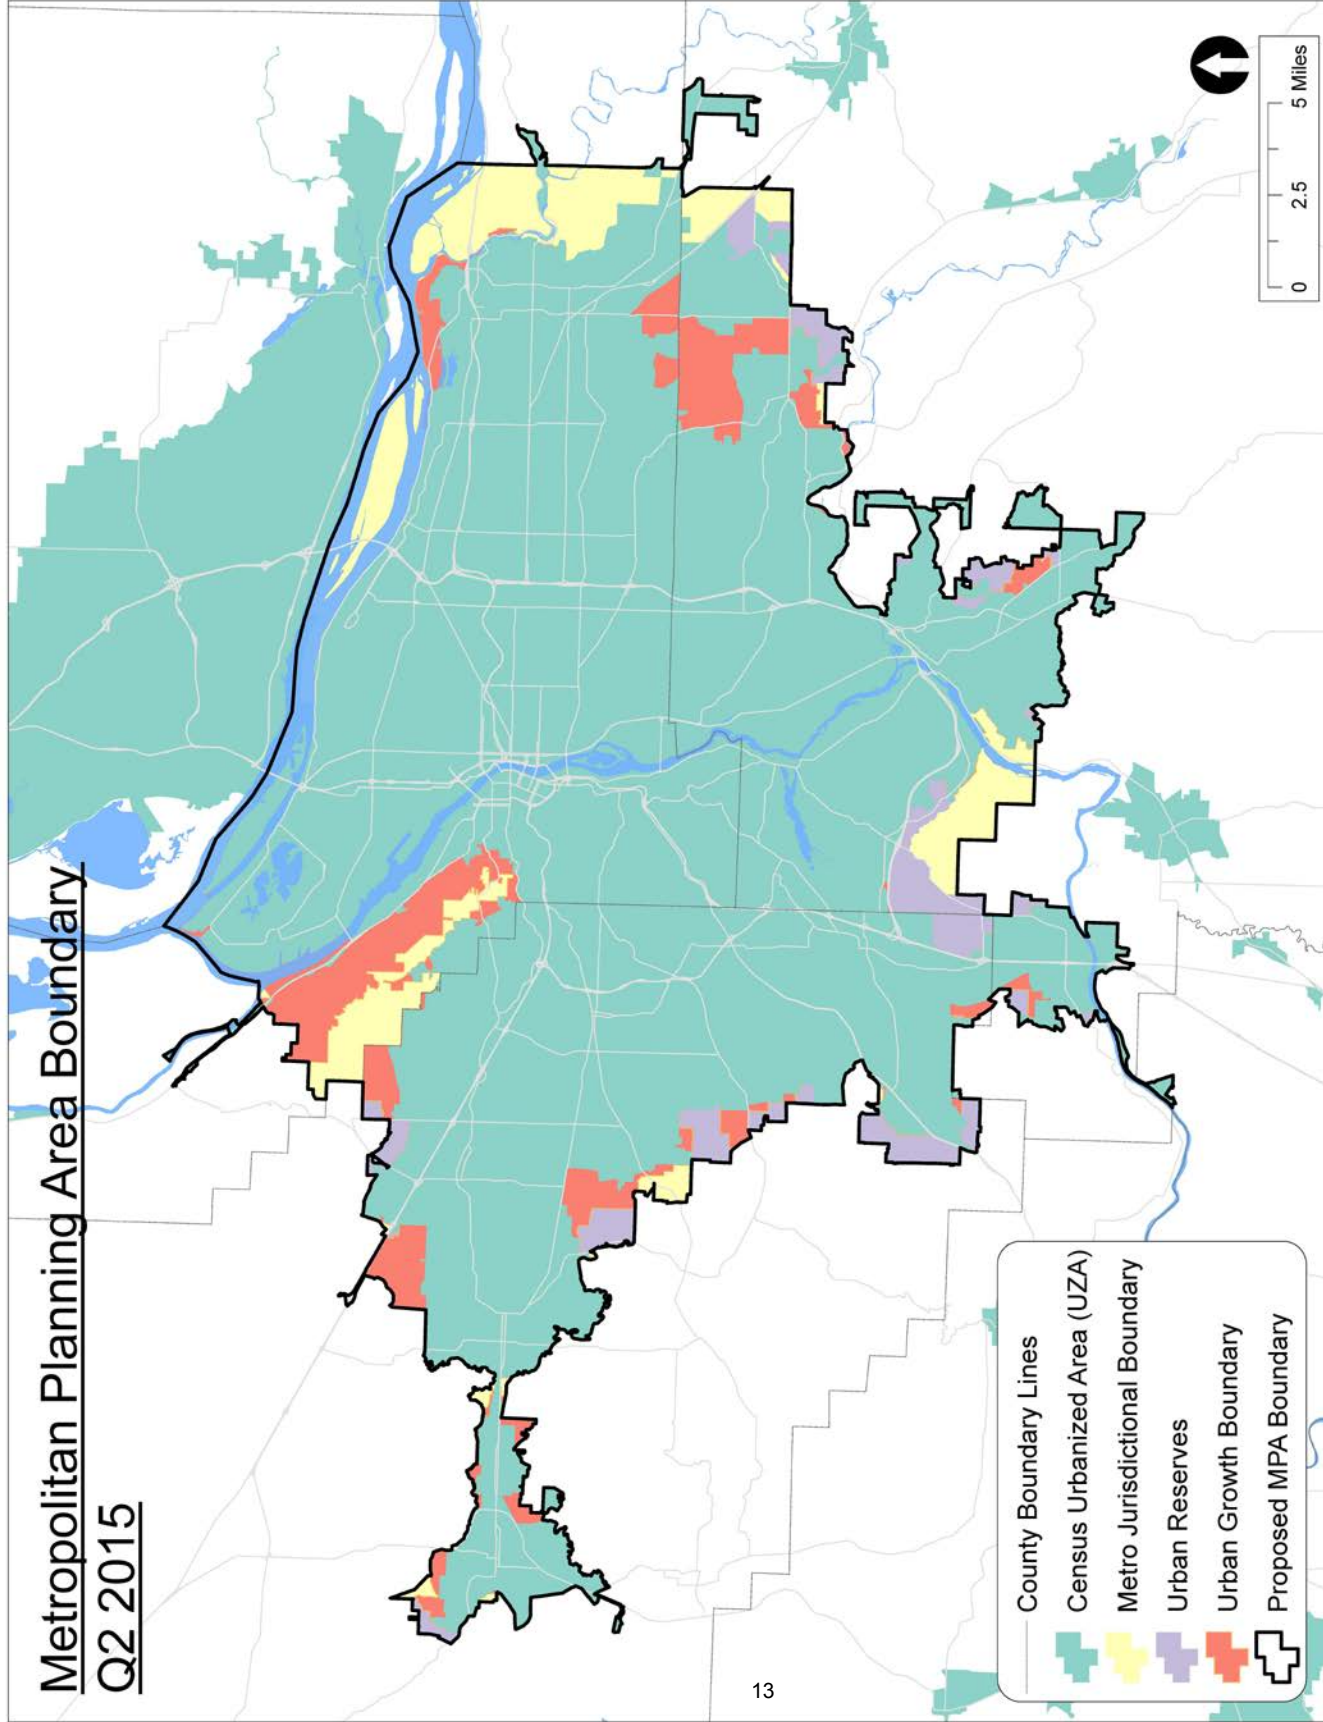 Metropolitan Planning Area Boundary
Q2 2015
County Boundary Lines
Census Urbanized Area (UZA)
Metro Jurisdictional Boundary
Urban Reserves
Urban Growth Boundary
Proposed MPA Boundary
0 2.5 5 Miles
13